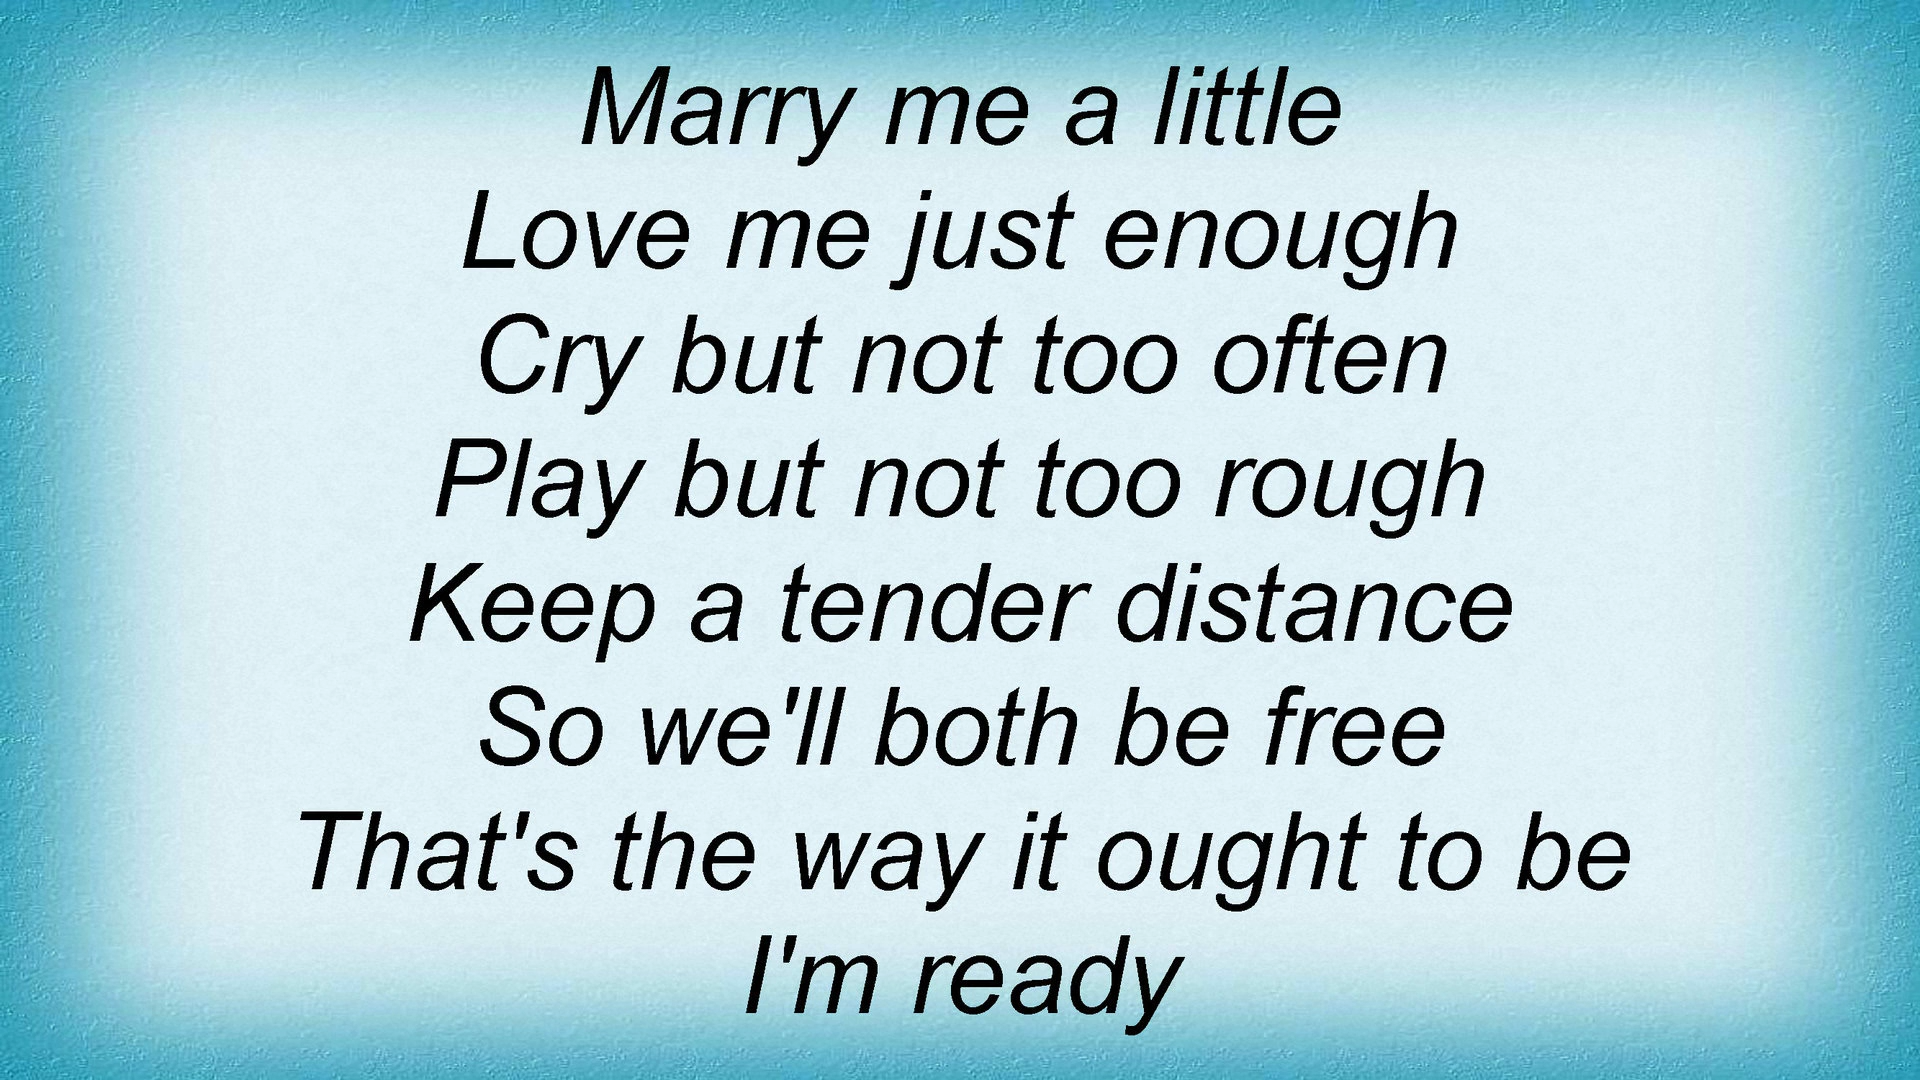 Marry me a little
Love me just enough
Cry but not too often
Play but not too rough
Keep a tender distance
So we'll both be free
That's the way it ought to be
I'm ready